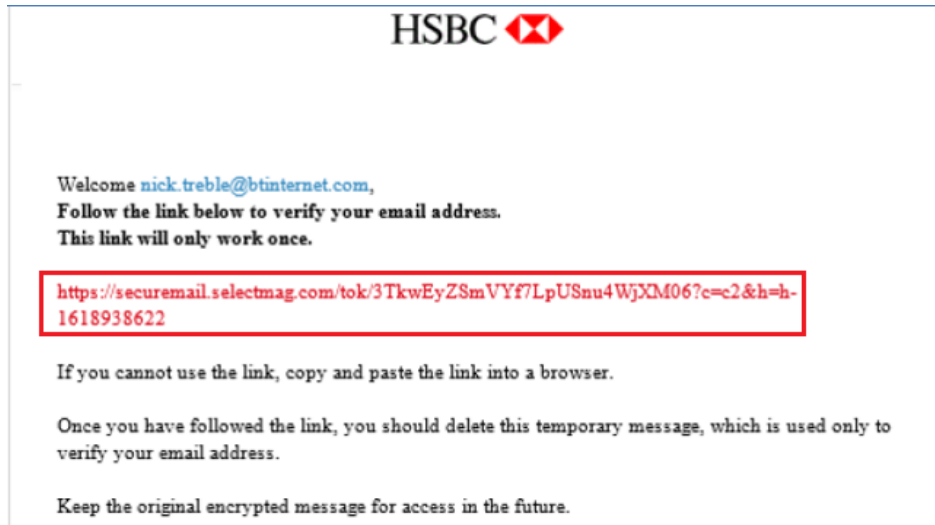 HSBC
Welcome nick.treble@btinternet.com,
Follow the link below to verify your email address.
This link will only work once.
https://securemail.selectmag.com/tok/3TkwEyZSmVYf7LpUSnu4WjXM06?c=c2&h=h-
1618938622
If you cannot use the link, copy and paste the link into a browser.
Once you have followed the link, you should delete this temporary message, which is used only to
verify your email address.
Keep the original encrypted message for access in the future.